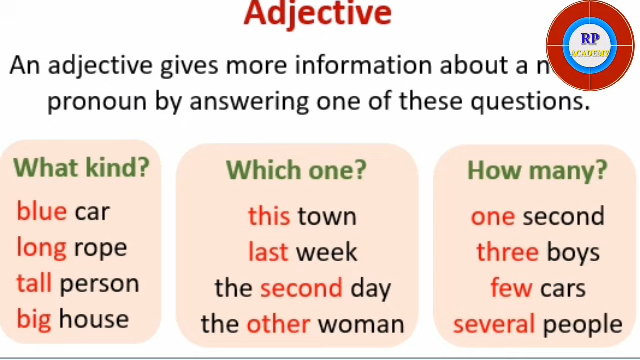 Adjective
RP
ACADEMY
An adjective gives more information about a
pronoun by answering one of these questions.
What kind?
blue car
long rope
tall person
big house
Which one?
this town
last week
the second day
the other woman
How many?
one second
three boys
few cars
several people